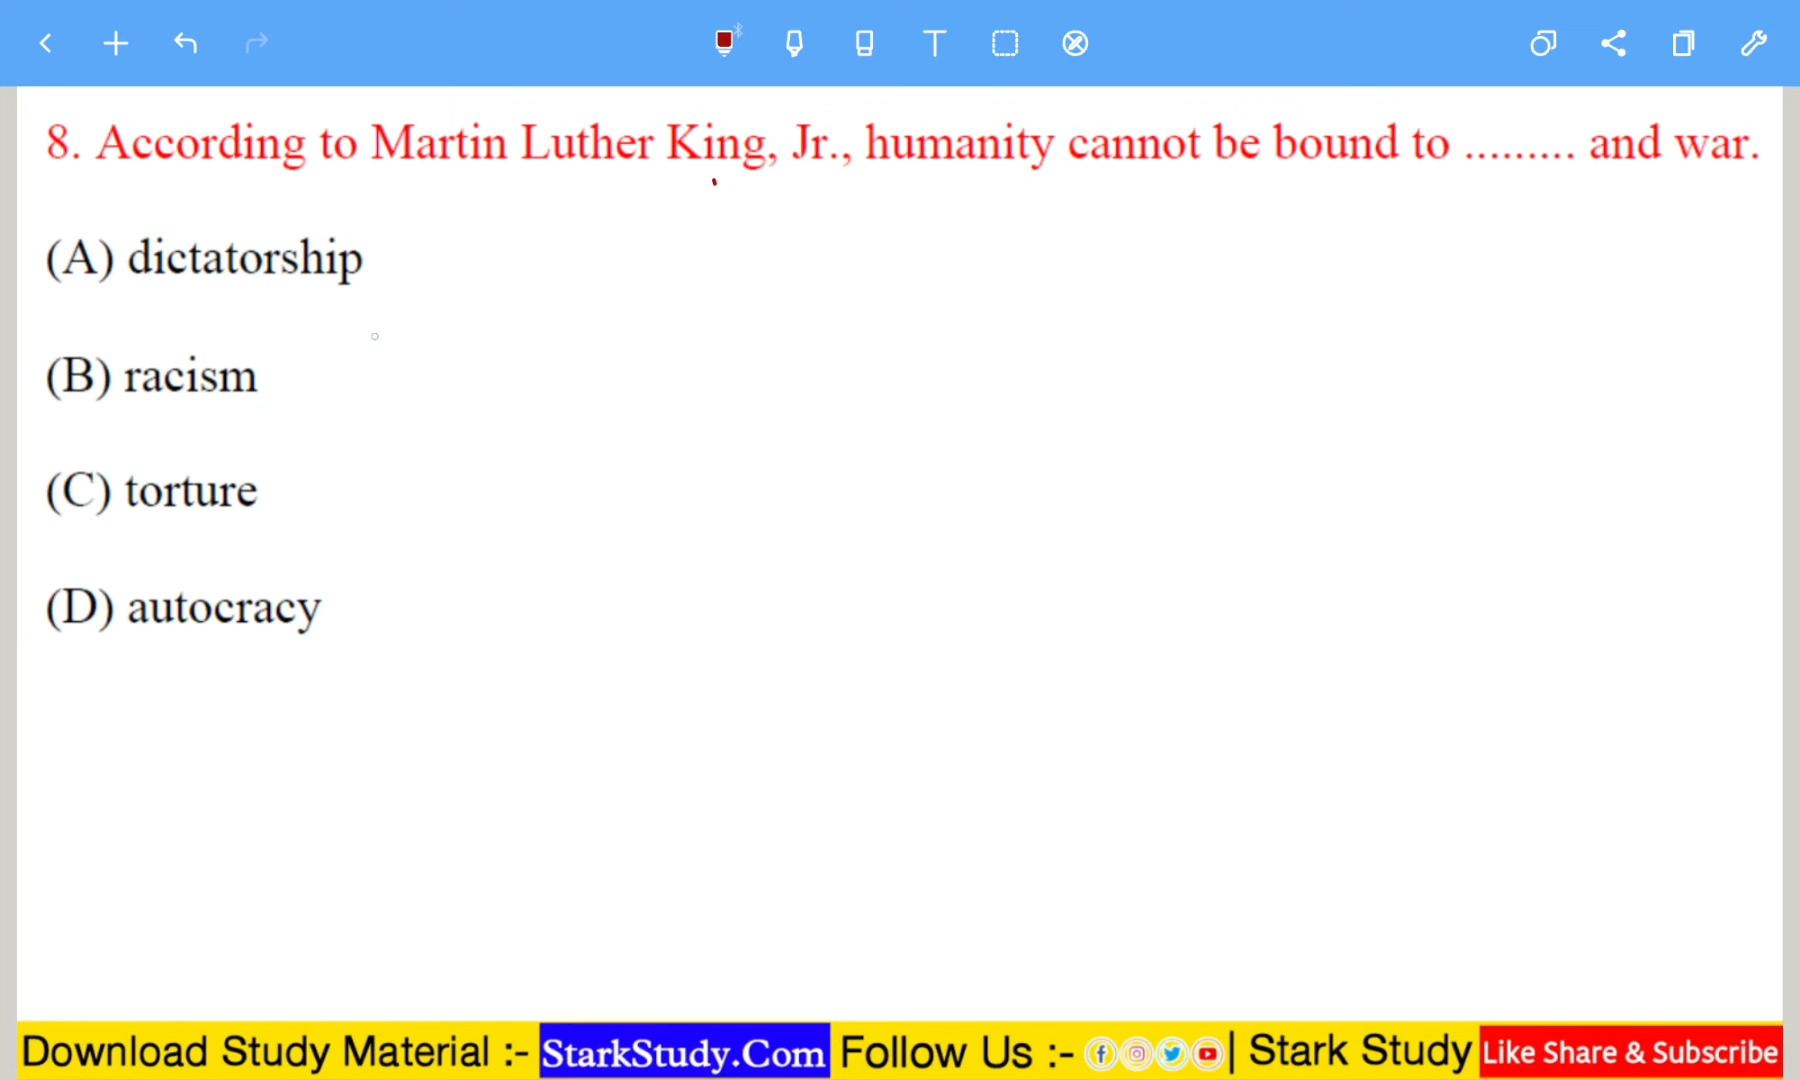 8. According to Martin Luther King, Jr., humanity cannot be bound to ......... and war.
(A) dictatorship
(B) racism
(C) torture
(D) autocracy
Download Study Material :- StarkStudy.Com Follow Us :- | Stark Study Like Share & Subscribe